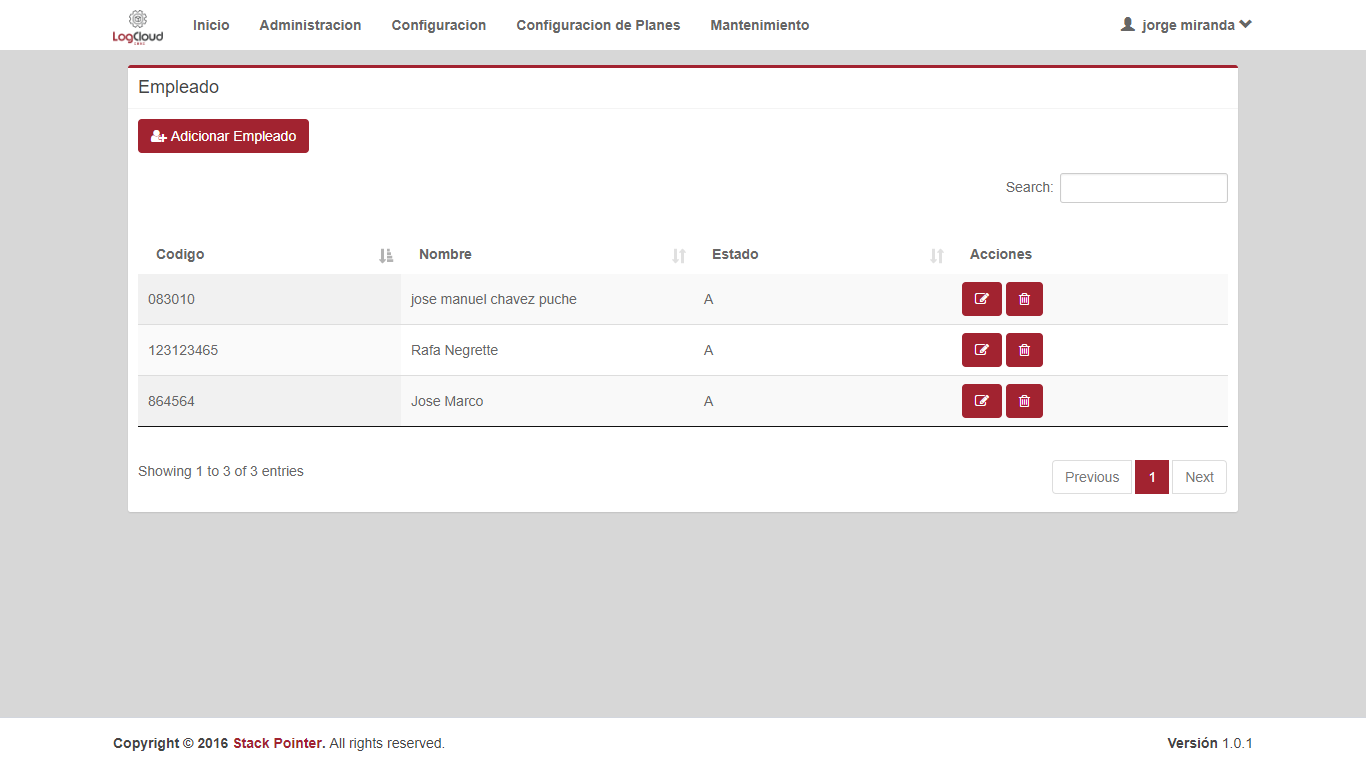 LogCloud
Inicio Administracion Configuracion Configuracion de Planes Mantenimiento jorge miranda
Empleado
Adicionar Empleado
Search:
Codigo Nombre Estado Acciones
083010 jose manuel chavez puche A
123123465 Rafa Negrette A
864564 Jose Marco A
Showing 1 to 3 of 3 entries
Previous 1 Next
Copyright © 2016 Stack Pointer. All rights reserved. Versión 1.0.1